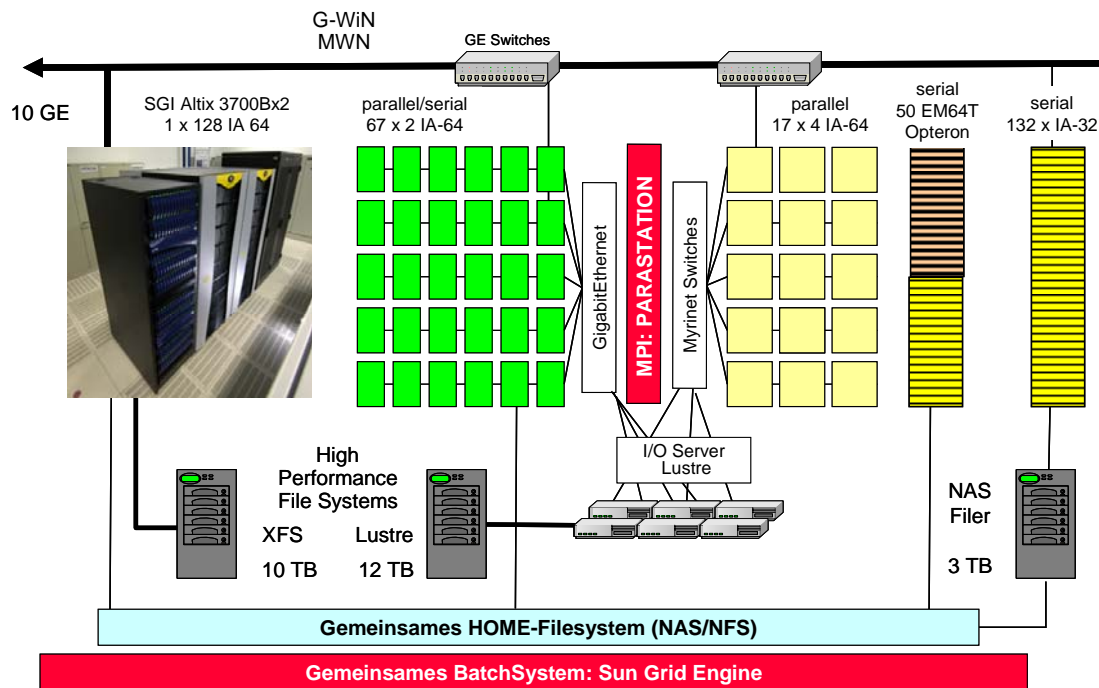 G-WiN
MWN
GE Switches
10 GE
SGI Altix 3700Bx2
1 x 128 IA 64
parallel/serial
67 x 2 IA-64
parallel
17 x 4 IA-64
serial
50 EM64T
Opteron
serial
132 x IA-32
GigabitEthernet
MPI: PARASTATION
Myrinet Switches
I/O Server
Lustre
High
Performance
File Systems
XFS
10 TB
Lustre
12 TB
NAS
Filer
3 TB
Gemeinsames HOME-Filesystem (NAS/NFS)
Gemeinsames BatchSystem: Sun Grid Engine